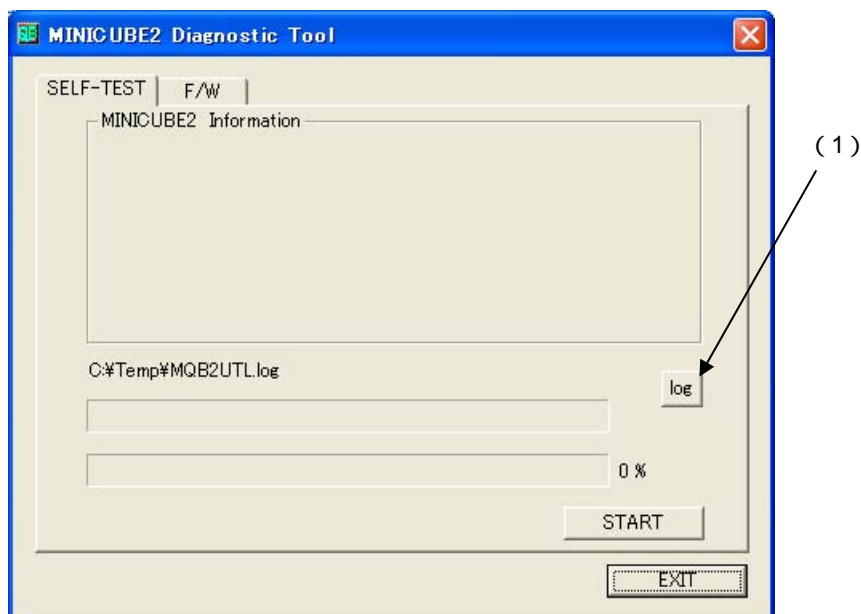 MINICUBE2 Diagnostic Tool
SELF-TEST
F/W
MINICUBE2 Information
(1)
C:¥Temp¥MQB2UTL.log
log
0 %
START
EXIT